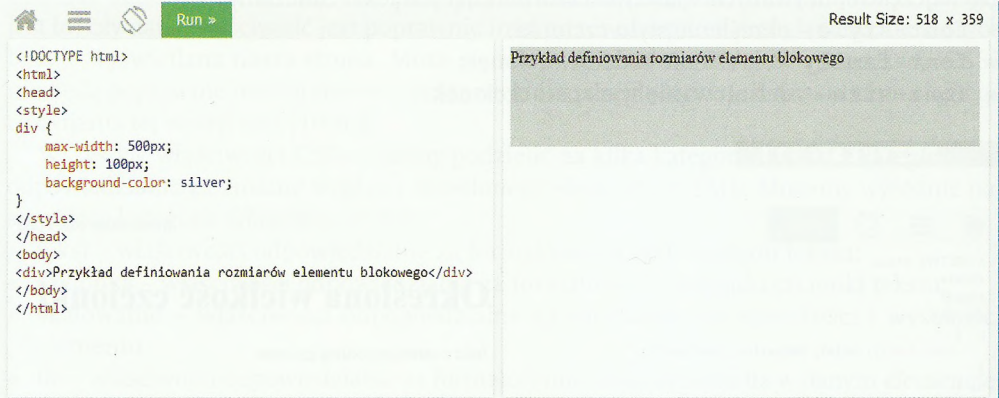 Run »
Result Size: 518 x 359
<!DOCTYPE html>
<html>
<head>
<style>
div {
    max-width: 500px;
    height: 100px;
    background-color: silver;
}
</style>
</head>
<body>
<div>Przykład definiowania rozmiarów elementu blokowego</div>
</body>
</html>
Przykład definiowania rozmiarów elementu blokowego